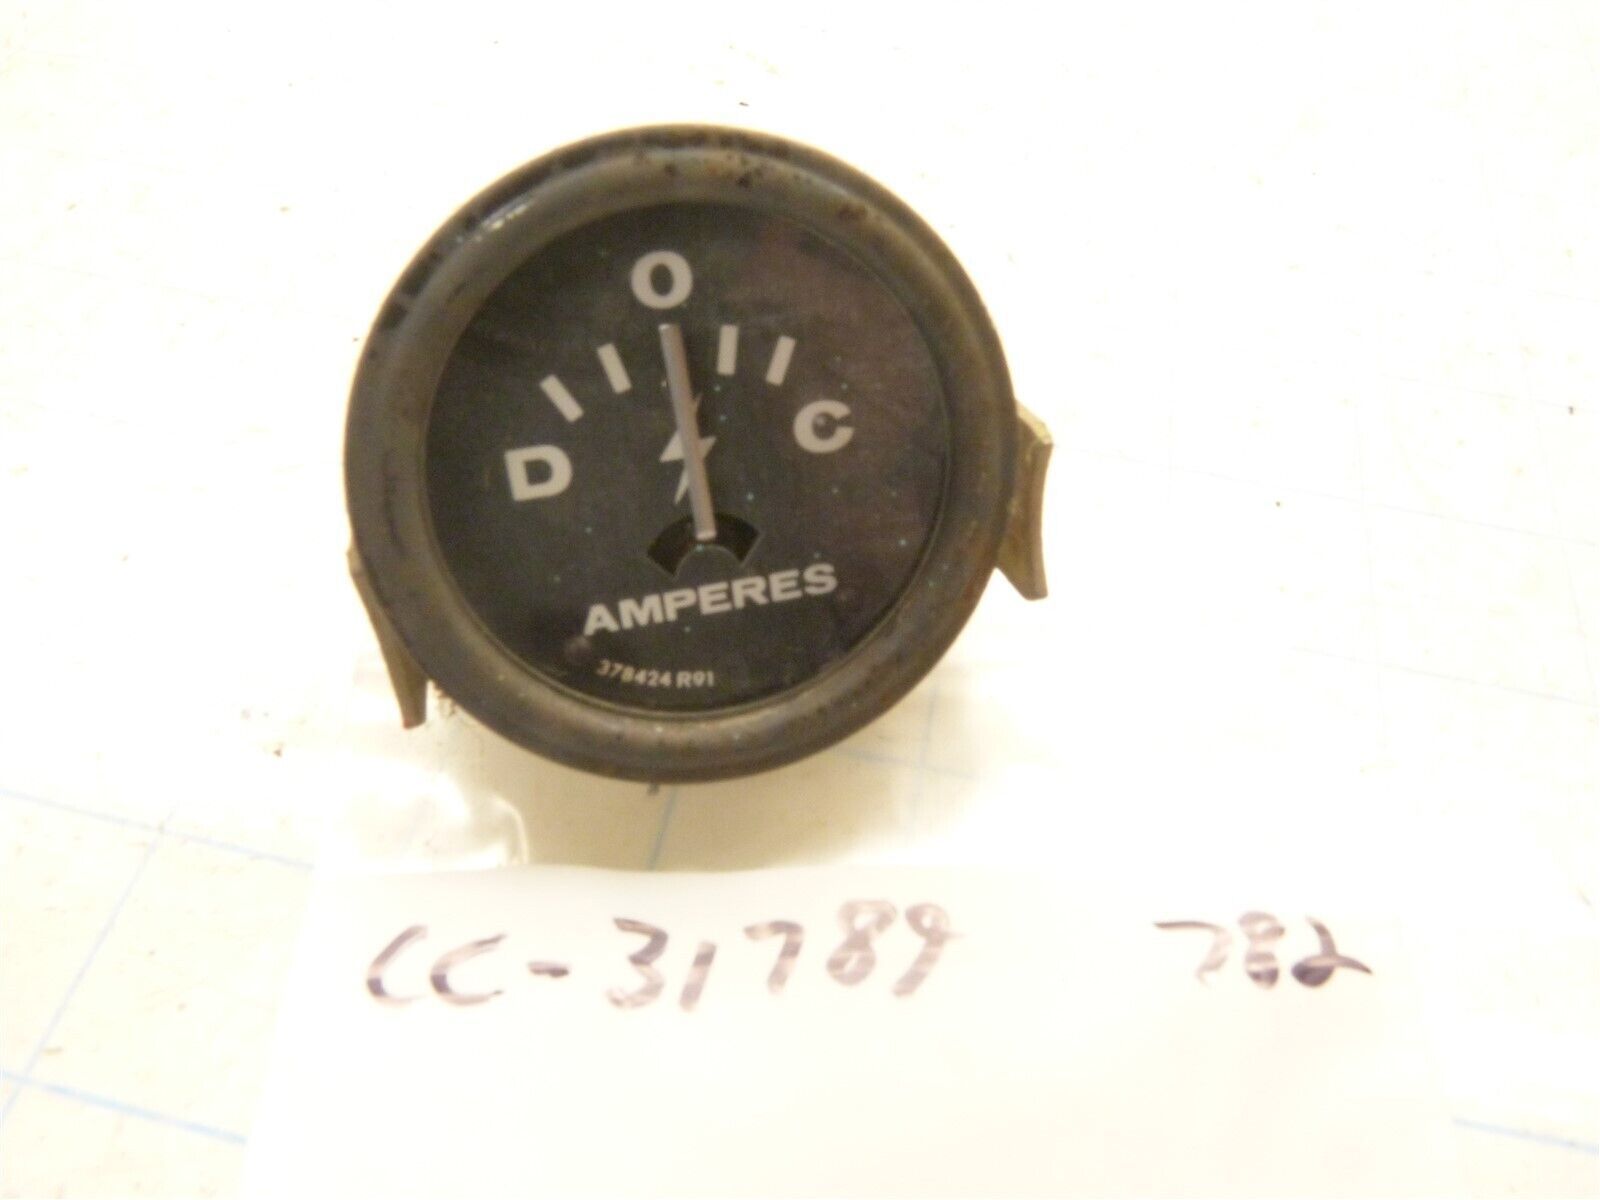 O
D C
AMPERES
378424 R91
CC-31789 782